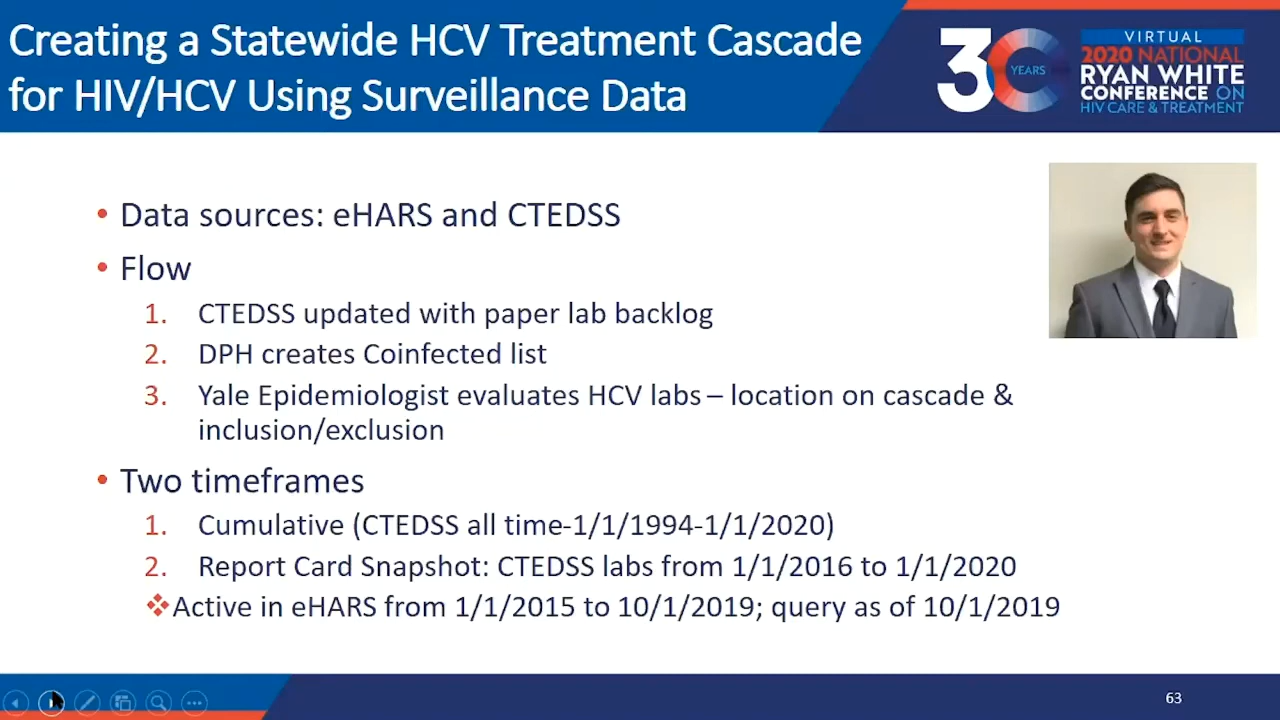 Creating a Statewide HCV Treatment Cascade
for HIV/HCV Using Surveillance Data
30
YEARS
VIRTUAL
2020 NATIONAL
RYAN WHITE
CONFERENCE ON
HIV CARE & TREATMENT
• Data sources: eHARS and CTEDSS
• Flow
1. CTEDSS updated with paper lab backlog
2. DPH creates Coinfected list
3. Yale Epidemiologist evaluates HCV labs – location on cascade &
inclusion/exclusion
• Two timeframes
1. Cumulative (CTEDSS all time-1/1/1994-1/1/2020)
2. Report Card Snapshot: CTEDSS labs from 1/1/2016 to 1/1/2020
❖Active in eHARS from 1/1/2015 to 10/1/2019; query as of 10/1/2019
63